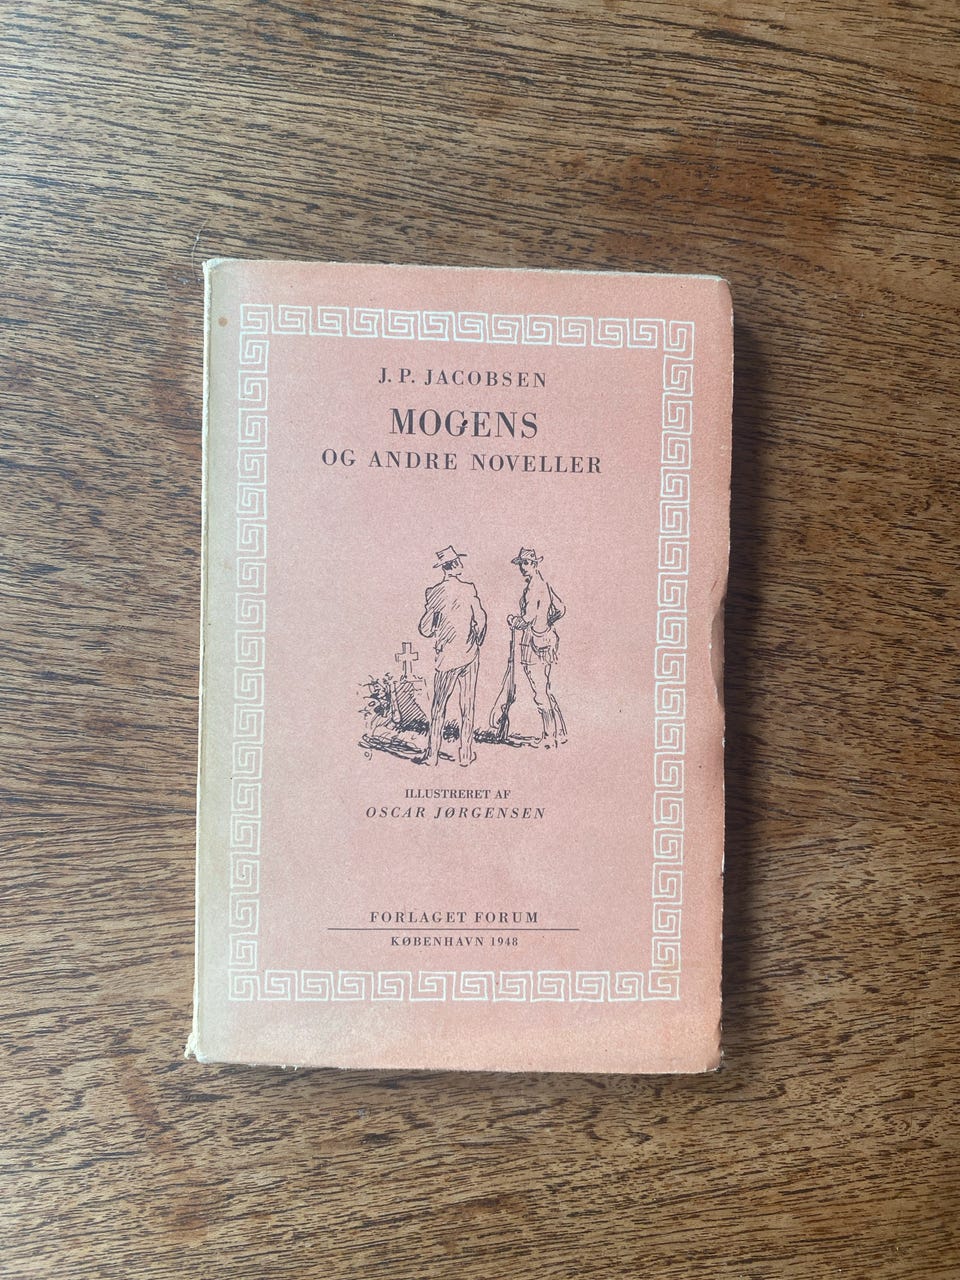 J. P. JACOBSEN
MOGENS
OG ANDRE NOVELLER
ILLUSTRERET AF
OSCAR JØRGENSEN
FORLAGET FORUM
KØBENHAVN 1948